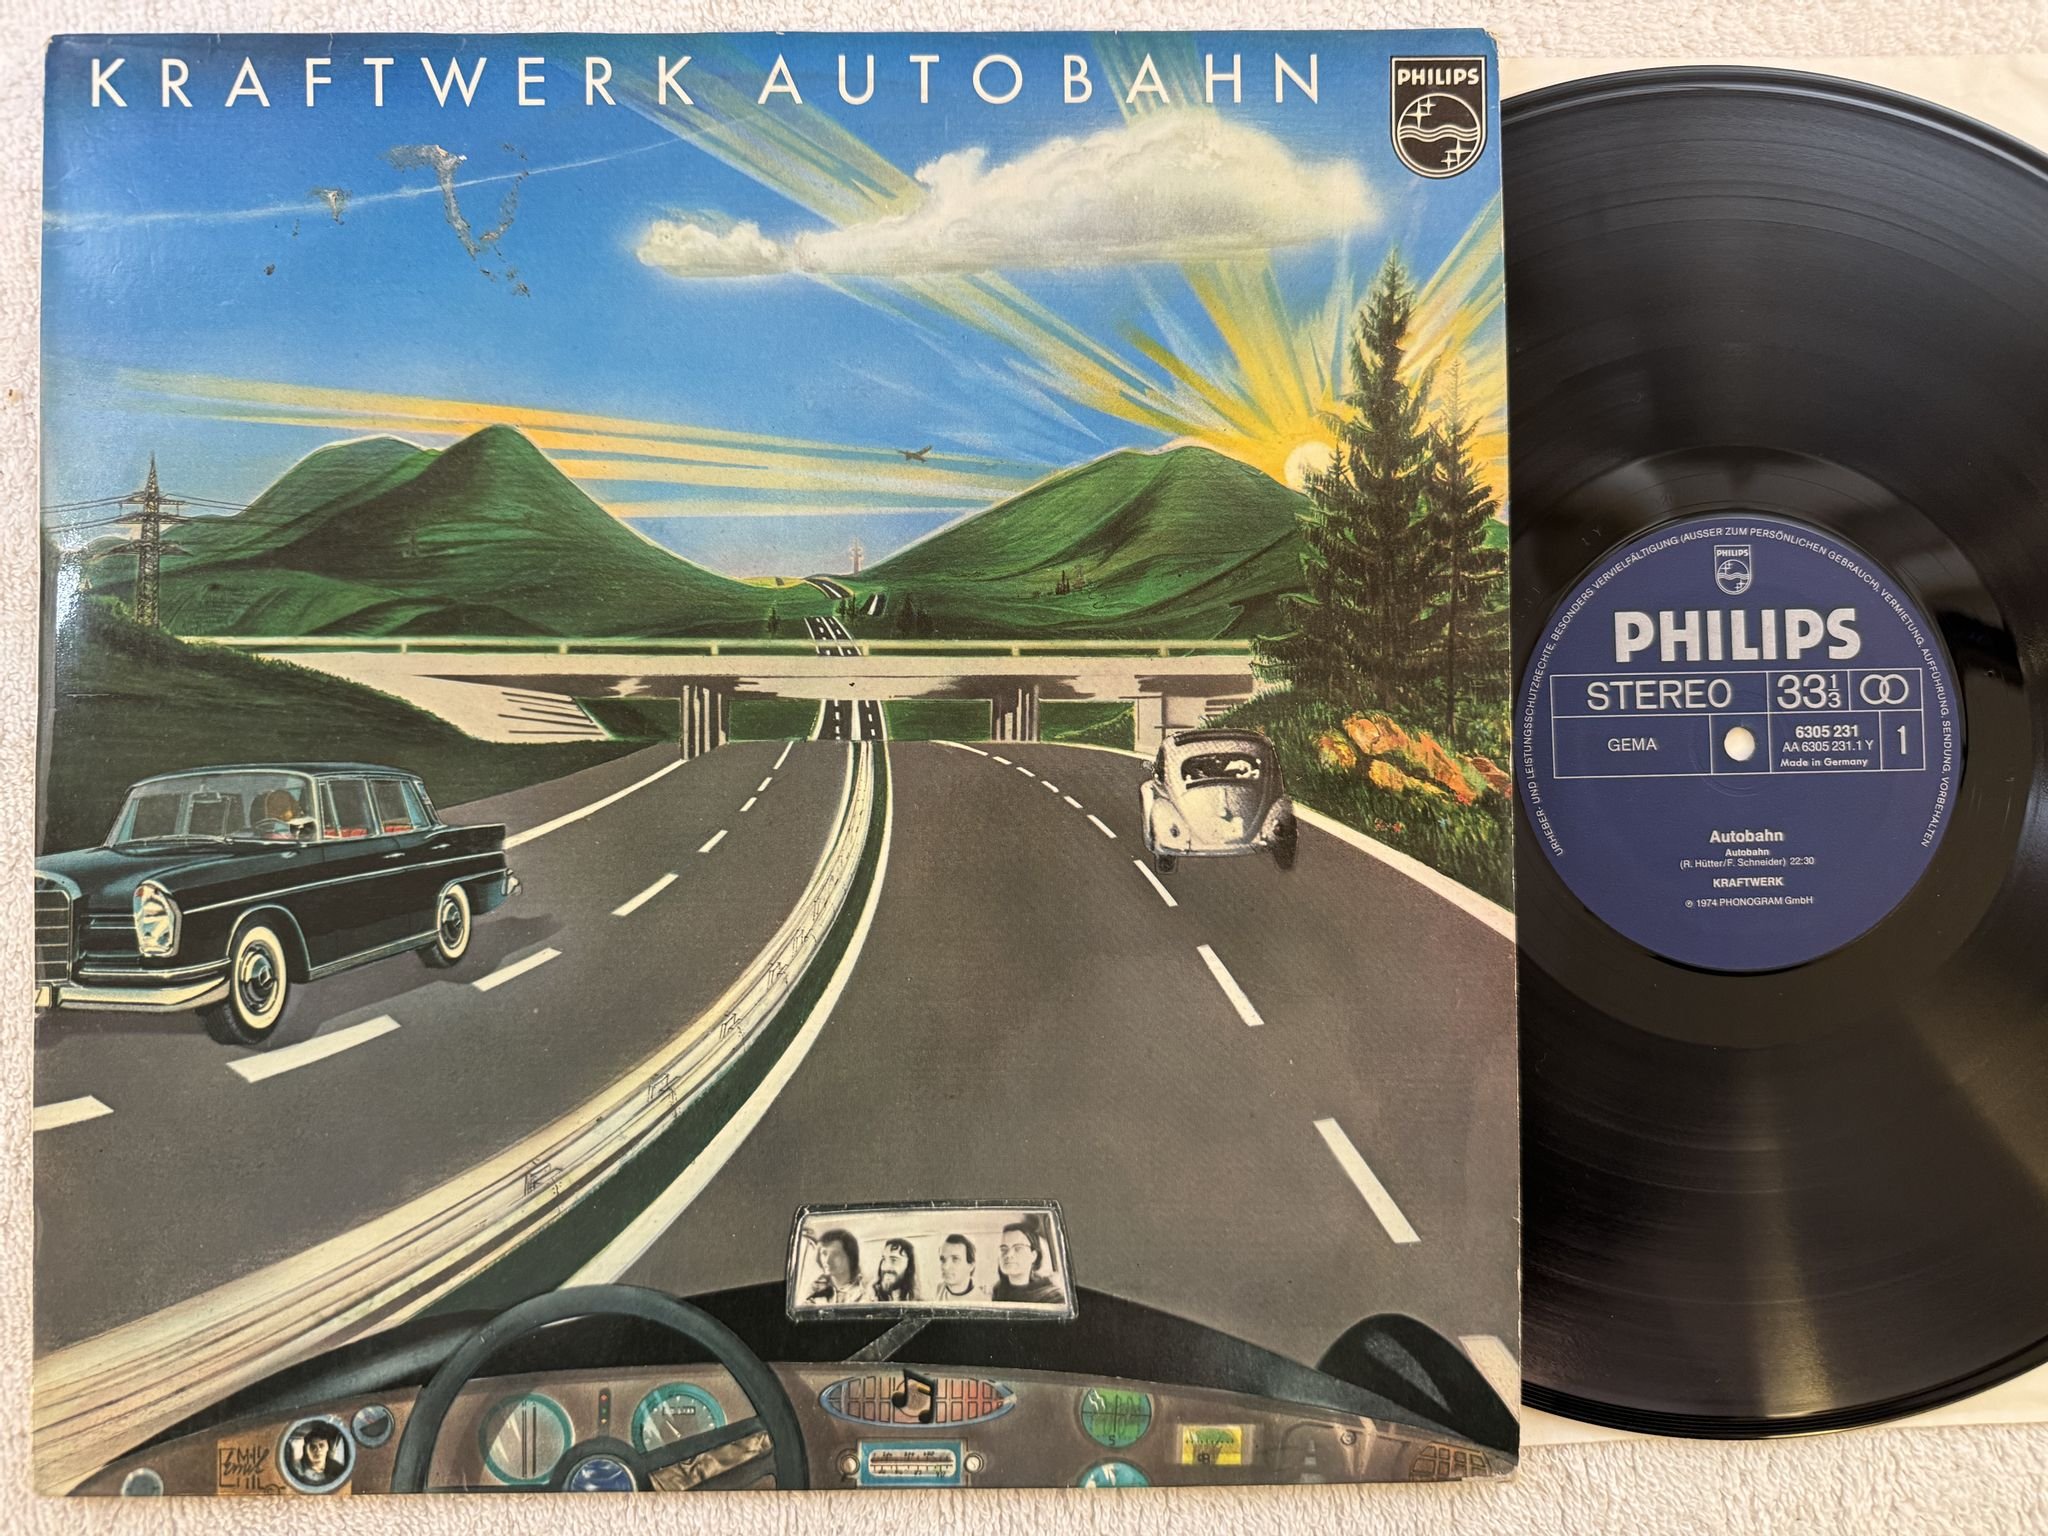 KRAFTWERK AUTOBAHN
PHILIPS
URHEBER- UND LEISTUNGSSCHUTZRECHTE, BESONDERS VERVIELFÄLTIGUNG (AUSSER ZUM PERSÖNLICHEN GEBRAUCH), VERMIETUNG, AUFFÜHRUNG, SENDUNG, VORBEHALTEN
PHILIPS
PHILIPS
STEREO 33 1/3
GEMA
6305 231
AA 6305 231.1 Y
Made in Germany
1
Autobahn
Autobahn
(R. Hütter/F. Schneider) 22:30
KRAFTWERK
℗ 1974 PHONOGRAM GmbH